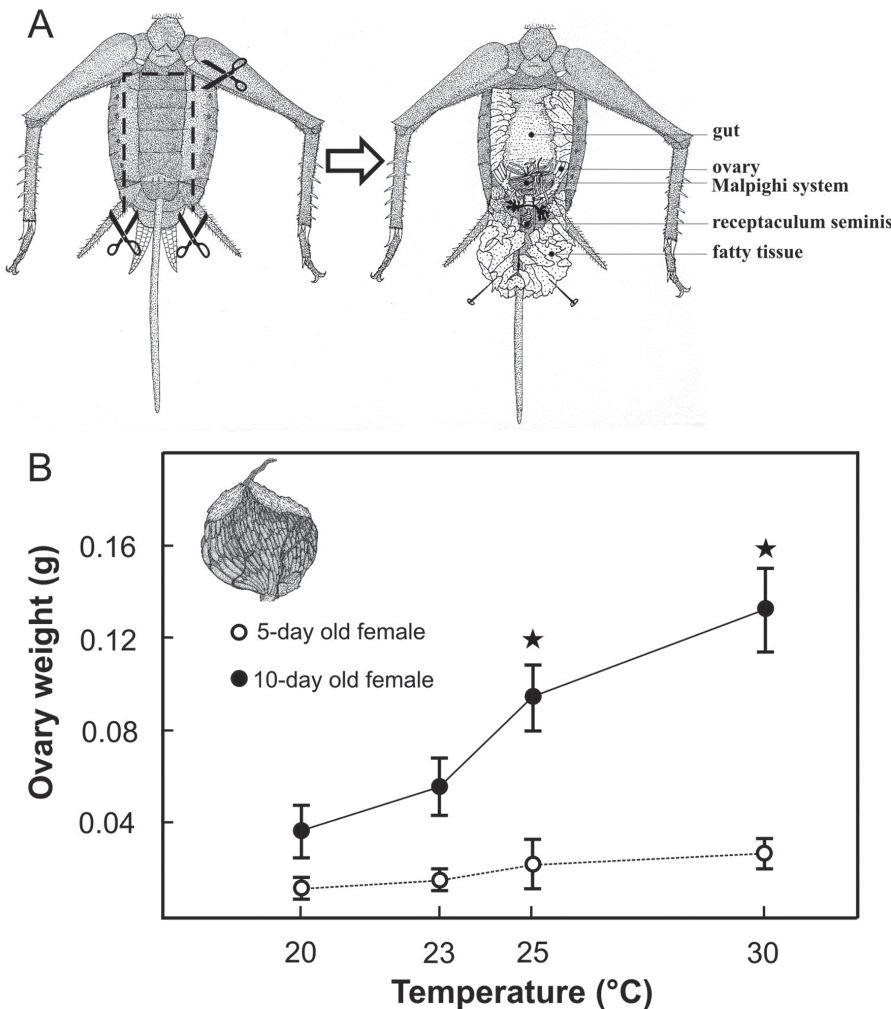 A
gut
ovary
Malpighi system
receptaculum seminis
fatty tissue
B
Ovary weight (g)
0.16
0.12
0.08
0.04
5-day old female
10-day old female
20
23
25
30
Temperature (°C)